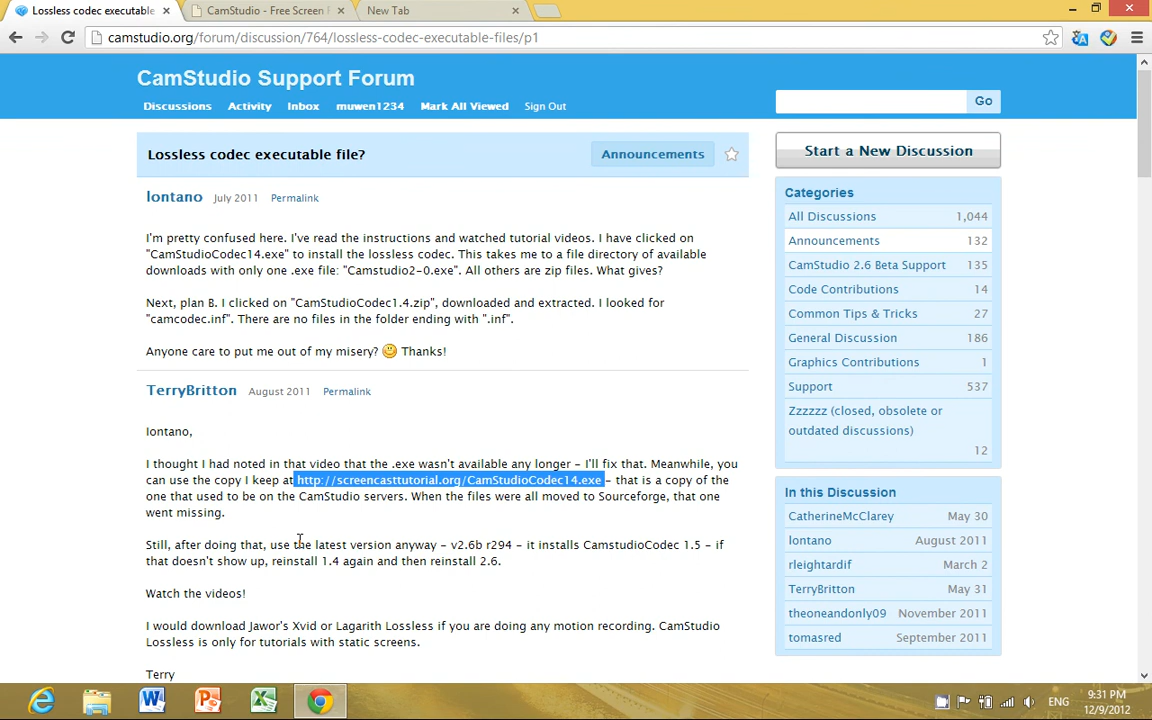 Lossless codec executable
CamStudio - Free Screen
New Tab
camstudio.org/forum/discussion/764/lossless-codec-executable-files/p1
CamStudio Support Forum
Discussions Activity Inbox muwen1234 Mark All Viewed Sign Out
Go
Lossless codec executable file?
Announcements
Iontano July 2011 Permalink
I'm pretty confused here. I've read the instructions and watched tutorial videos. I have clicked on
"CamStudioCodec14.exe" to install the lossless codec. This takes me to a file directory of available
downloads with only one .exe file: "Camstudio2-0.exe". All others are zip files. What gives?
Next, plan B. I clicked on "CamStudioCodec1.4.zip", downloaded and extracted. I looked for
"camcodec.inf". There are no files in the folder ending with ".inf".
Anyone care to put me out of my misery? Thanks!
TerryBritton August 2011 Permalink
Iontano,
I thought I had noted in that video that the .exe wasn't available any longer - I'll fix that. Meanwhile, you
can use the copy I keep at http://screencasttutorial.org/CamStudioCodec14.exe - that is a copy of the
one that used to be on the CamStudio servers. When the files were all moved to Sourceforge, that one
went missing.
Still, after doing that, use the latest version anyway - v2.6b r294 - it installs CamstudioCodec 1.5 - if
that doesn't show up, reinstall 1.4 again and then reinstall 2.6.
Watch the videos!
I would download Jawor's Xvid or Lagarith Lossless if you are doing any motion recording. CamStudio
Lossless is only for tutorials with static screens.
Terry
Start a New Discussion
Categories
All Discussions 1,044
Announcements 132
CamStudio 2.6 Beta Support 135
Code Contributions 14
Common Tips & Tricks 27
General Discussion 186
Graphics Contributions 1
Support 537
Zzzzzz (closed, obsolete or
outdated discussions)
12
In this Discussion
CatherineMcClarey May 30
Iontano August 2011
rleightardif March 2
TerryBritton May 31
theoneandonly09 November 2011
tomasred September 2011
ENG
9:31 PM
12/9/2012